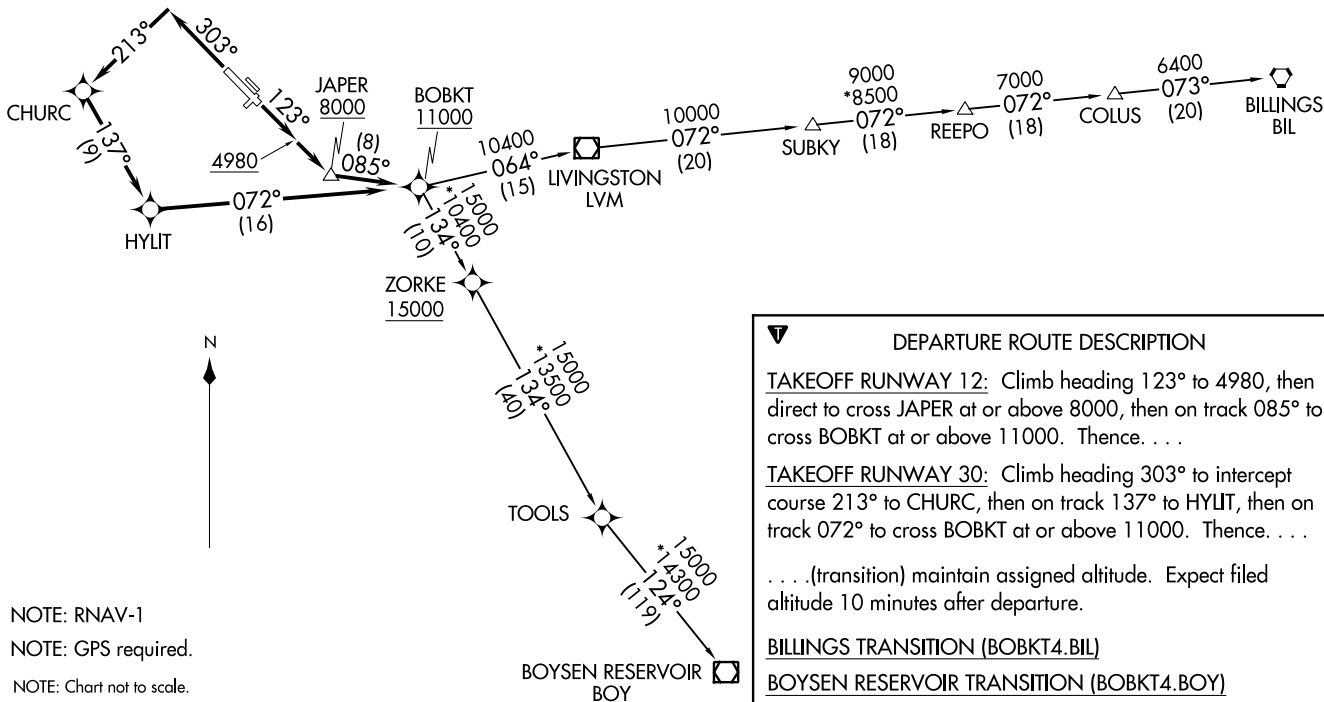 303°
213°
CHURC
137°
(9)
HYLIT
123°
4980
JAPER
8000
(8)
085°
072°
(16)
BOBKT
11000
10400
064°
(15)
LIVINGSTON
LVM
10000
072°
(20)
SUBKY
9000
*8500
072°
(18)
REEPO
7000
072°
(18)
COLUS
6400
073°
(20)
BILLINGS
BIL
15000
*10400
134°
(10)
ZORKE
15000
15000
*13500
134°
(40)
TOOLS
15000
*14300
124°
(119)
BOYSEN RESERVOIR
BOY
N
NOTE: RNAV-1
NOTE: GPS required.
NOTE: Chart not to scale.
T
DEPARTURE ROUTE DESCRIPTION
TAKEOFF RUNWAY 12: Climb heading 123° to 4980, then
direct to cross JAPER at or above 8000, then on track 085° to
cross BOBKT at or above 11000. Thence. . . .
TAKEOFF RUNWAY 30: Climb heading 303° to intercept
course 213° to CHURC, then on track 137° to HYLIT, then on
track 072° to cross BOBKT at or above 11000. Thence. . . .
. . . .(transition) maintain assigned altitude. Expect filed
altitude 10 minutes after departure.
BILLINGS TRANSITION (BOBKT4.BIL)
BOYSEN RESERVOIR TRANSITION (BOBKT4.BOY)